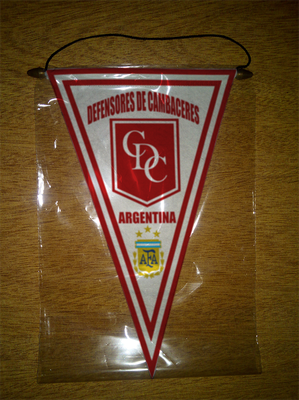 DEFENSORES DE CAMBACERES
CDC
ARGENTINA
AFA